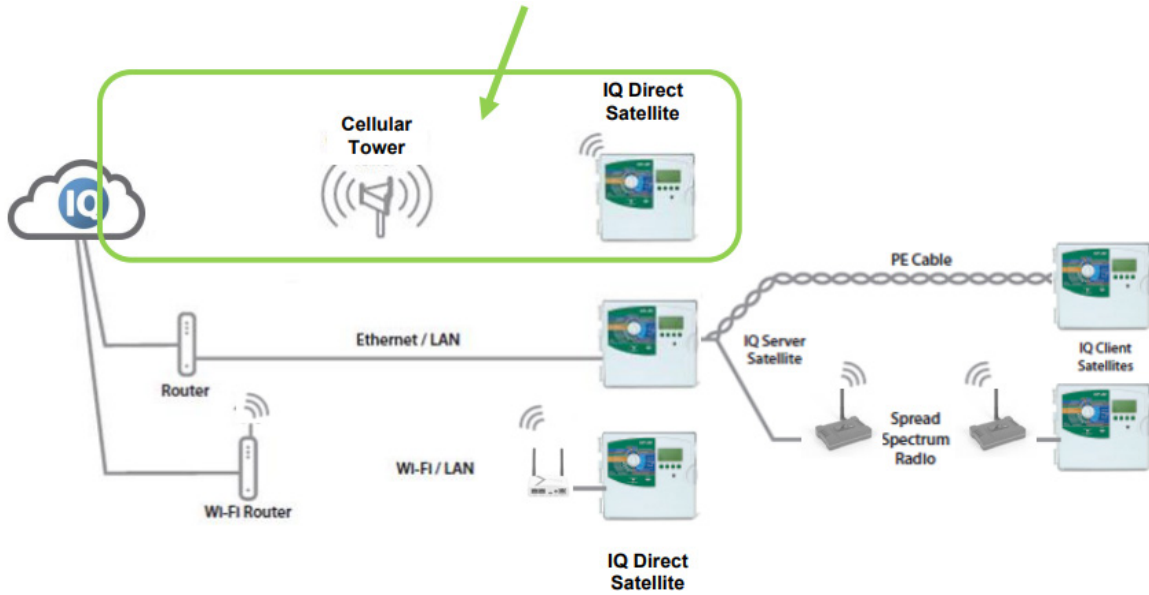 IQ Direct
Satellite
Cellular
Tower
IQ
PE Cable
Ethernet / LAN
IQ Server
Satellite
IQ Client
Satellites
Router
Spread
Spectrum
Radio
Wi-Fi / LAN
Wi-Fi Router
IQ Direct
Satellite